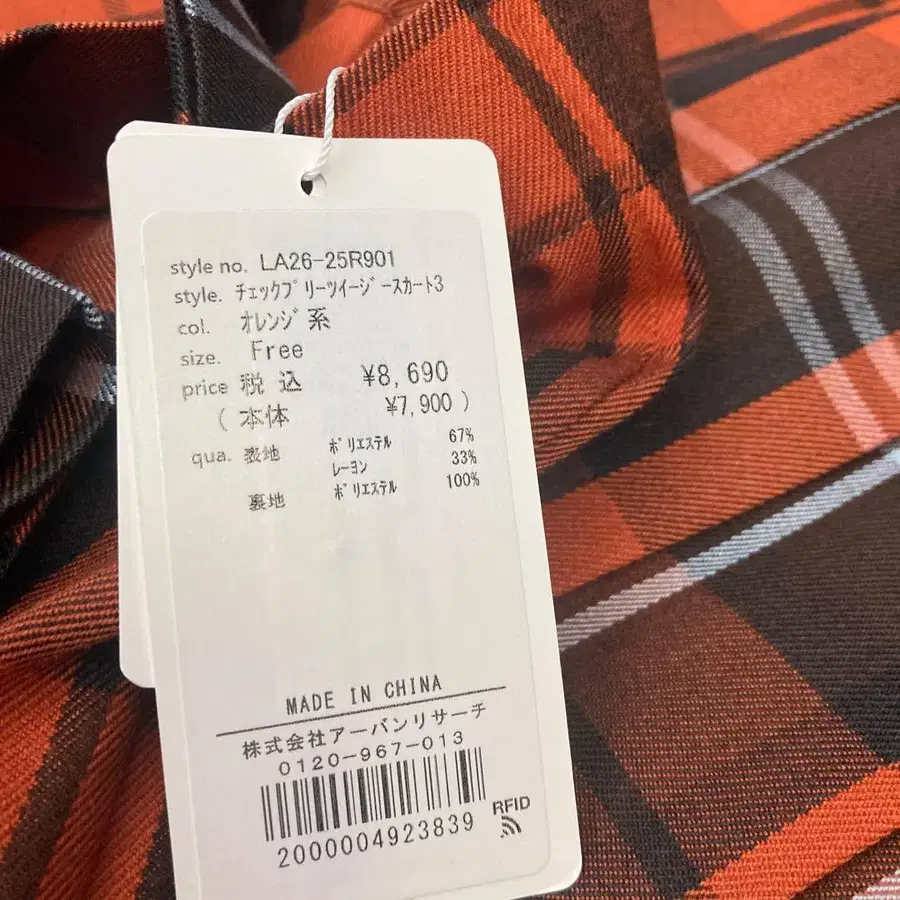 style no. LA26-25R901
style. ﾁｪｯｸﾌﾟﾘｰﾂｲｰｼﾞｰｽｶｰﾄ3
col. ｵﾚﾝｼﾞ系
size. Free
price 税込 ¥8,690
(本体 ¥7,900)
qua. 表地 ﾎﾟﾘｴｽﾃﾙ 67%
ﾚｰﾖﾝ 33%
裏地 ﾎﾟﾘｴｽﾃﾙ 100%
MADE IN CHINA
株式会社アーバンリサーチ
0120-967-013
RFID
2000004923839